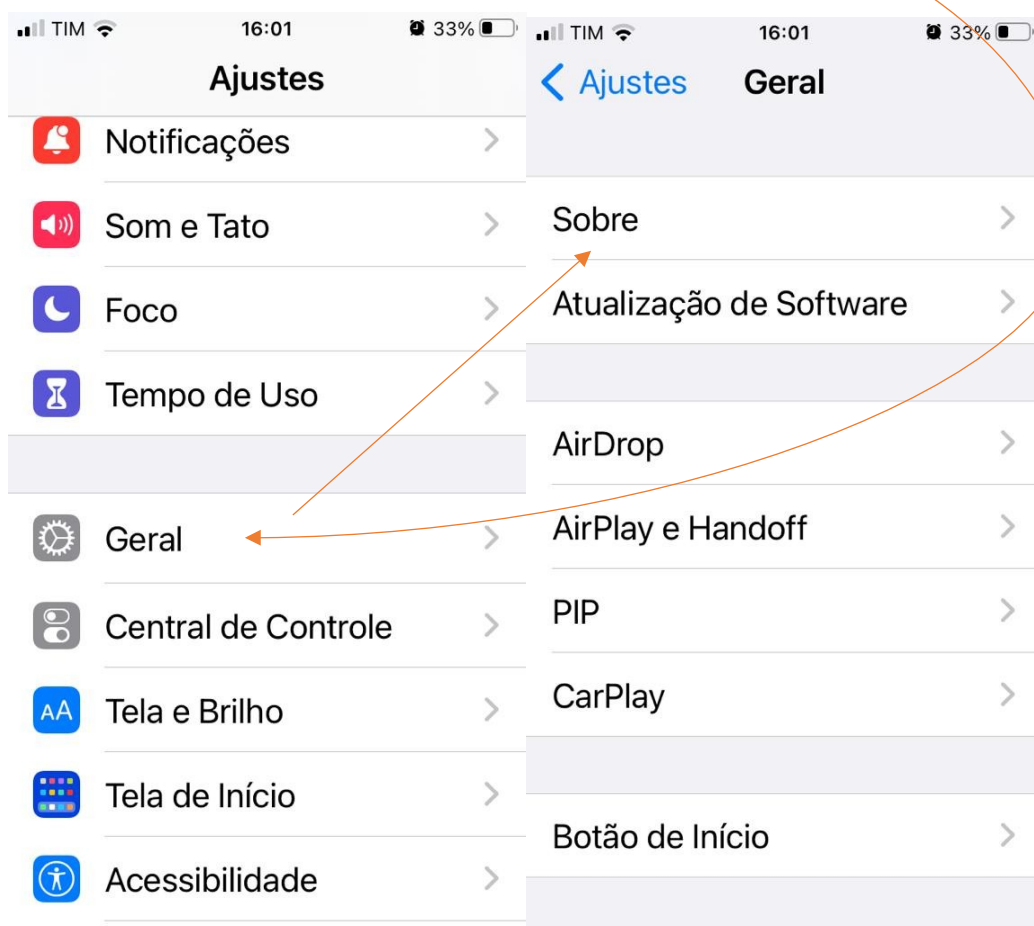 TIM 16:01 33%
Ajustes
Notificações
Som e Tato
Foco
Tempo de Uso
Geral
Central de Controle
AA Tela e Brilho
Tela de Início
Acessibilidade
TIM 16:01 33%
Ajustes Geral
Sobre
Atualização de Software
AirDrop
AirPlay e Handoff
PIP
CarPlay
Botão de Início